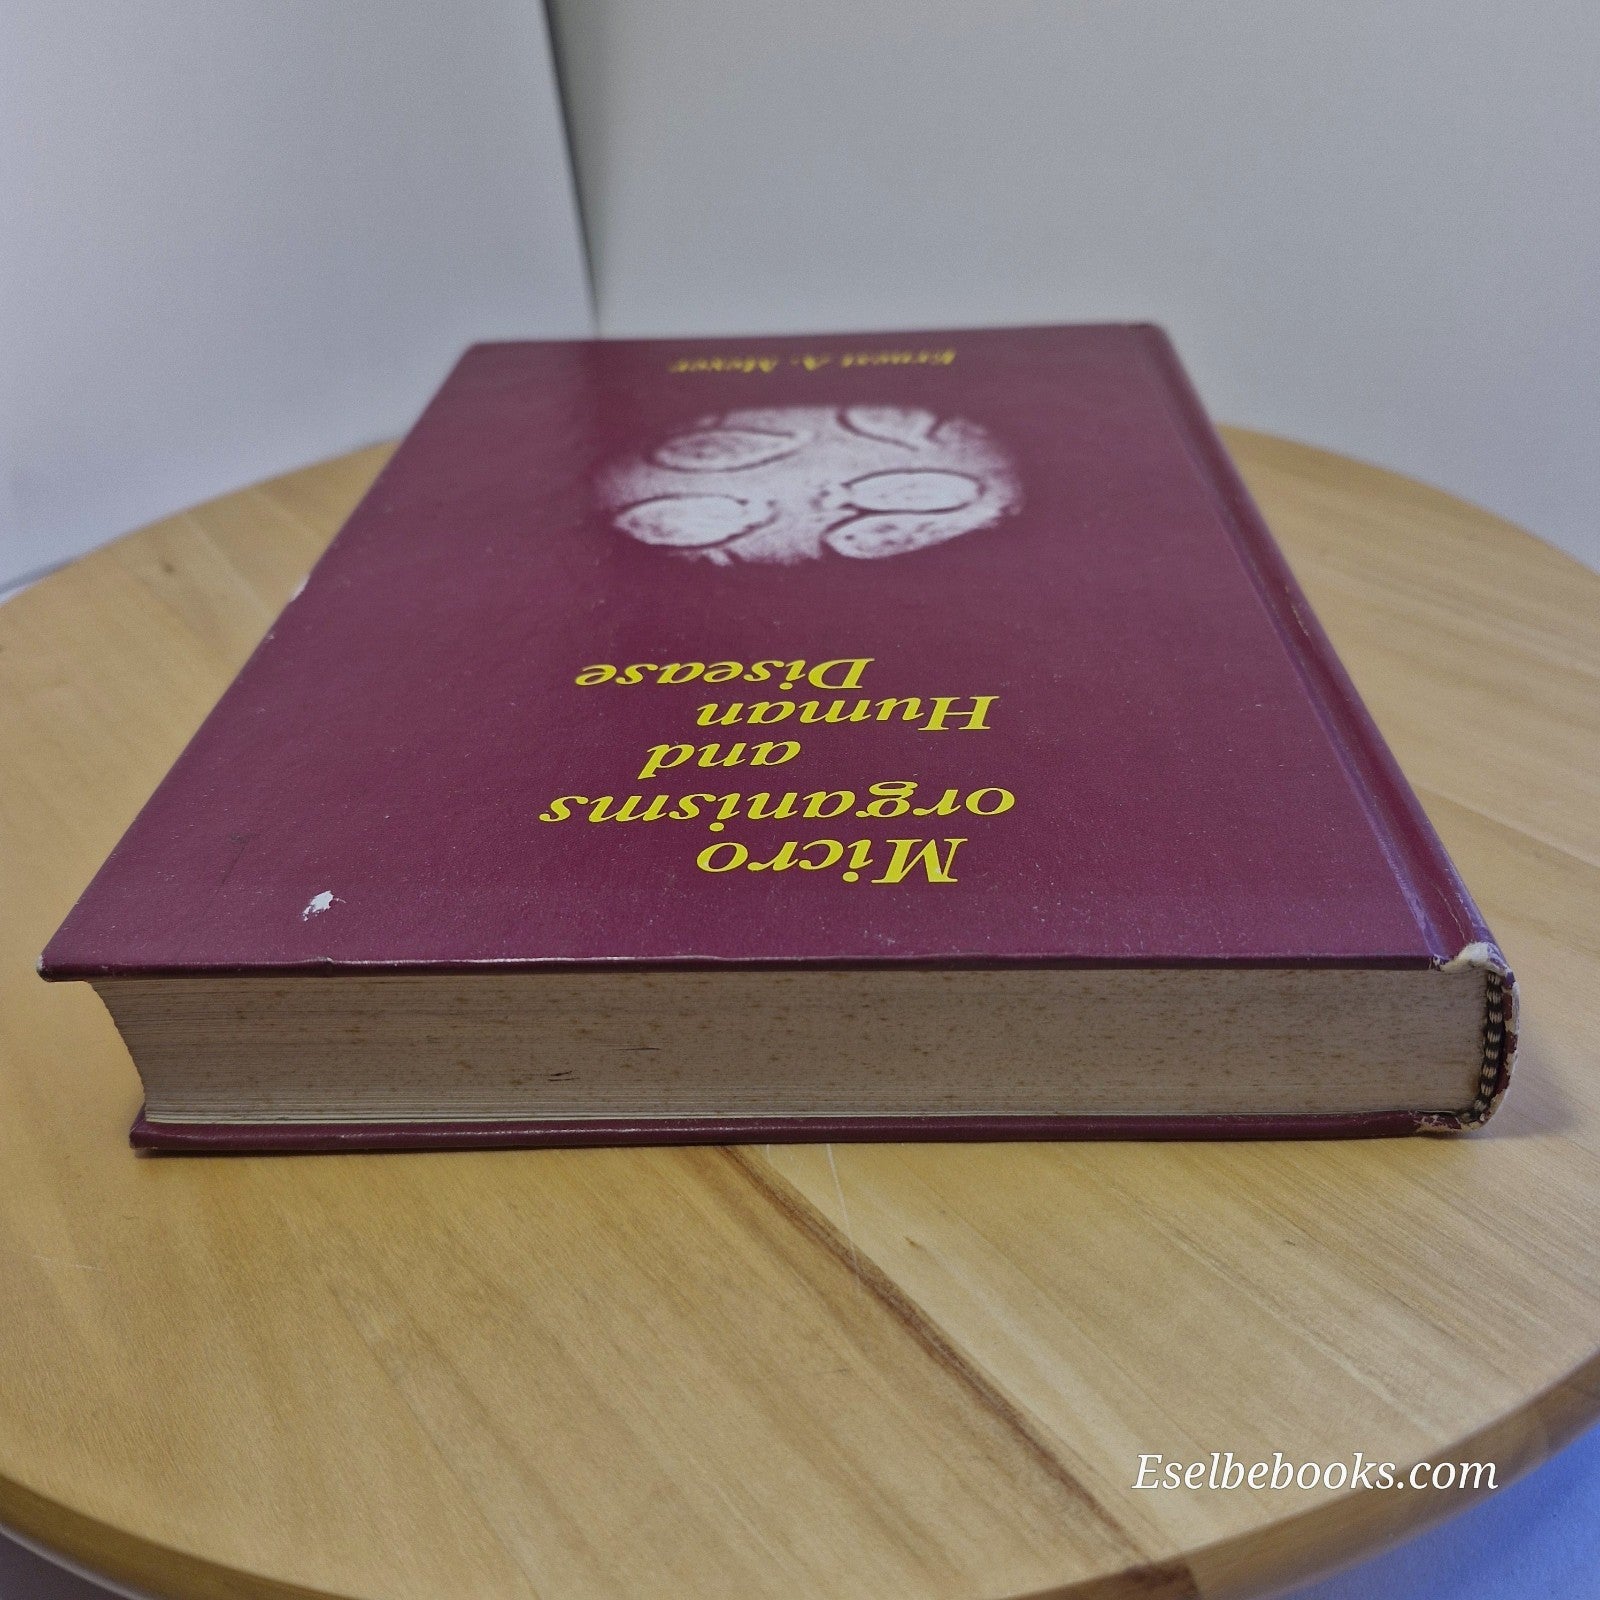 Micro
organisms
and
Human
Disease
Ernest A. Meyer
Eselbebooks.com